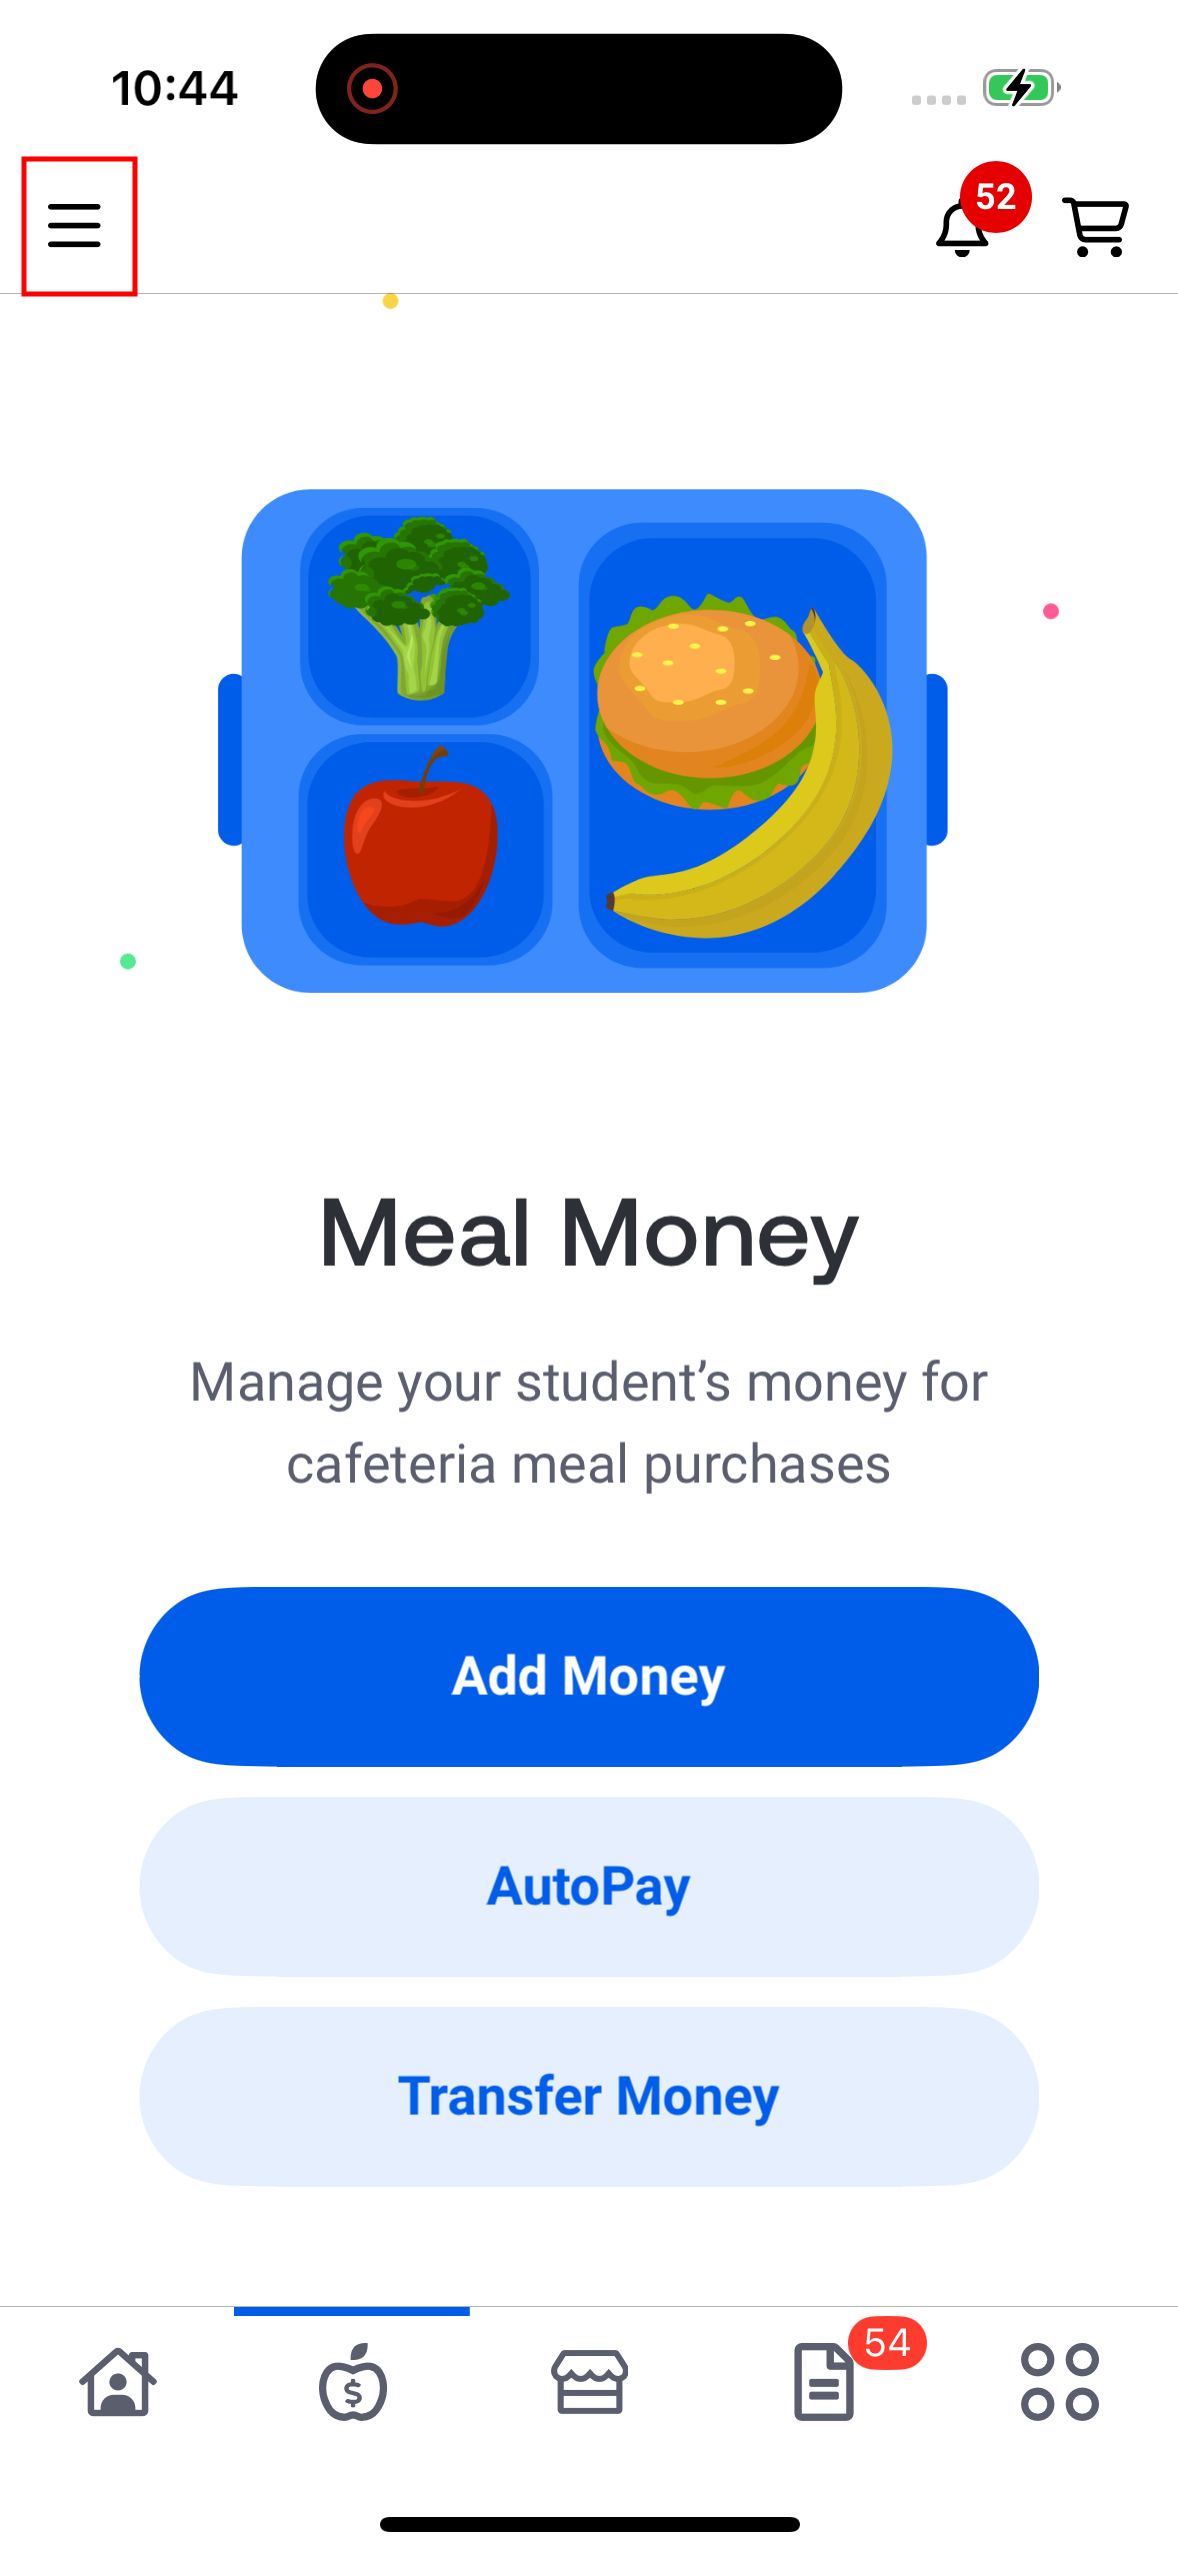 10:44
52
Meal Money
Manage your student’s money for
cafeteria meal purchases
Add Money
AutoPay
Transfer Money
$
54